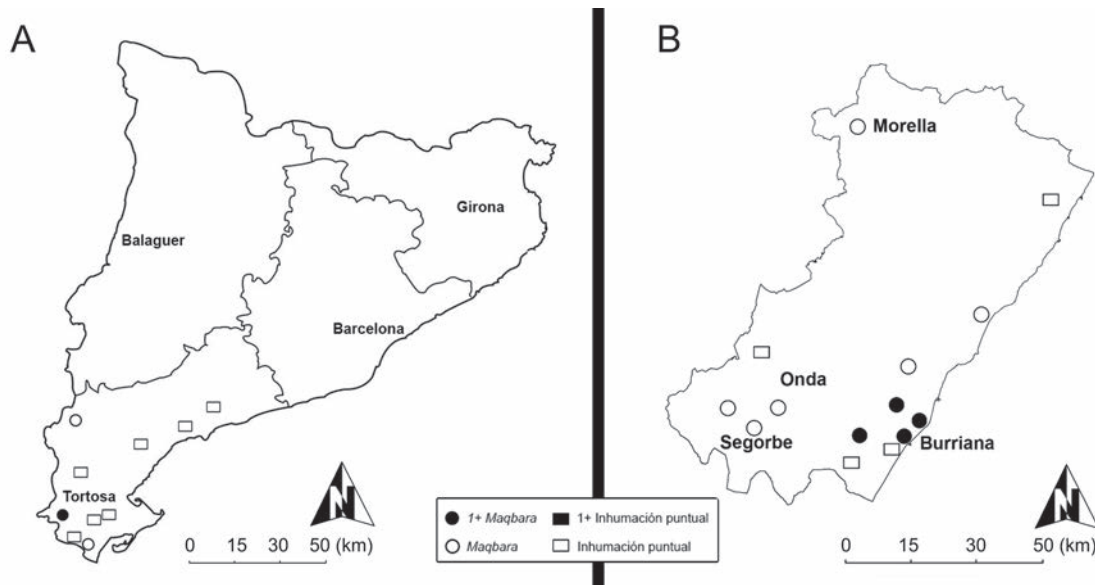 A
Girona
Balaguer
Barcelona
Tortosa
N
0 15 30 50 (km)
1+ Maqbara
1+ Inhumación puntual
Maqbara
Inhumación puntual
B
Morella
Onda
Segorbe
Burriana
N
0 15 30 50 (km)